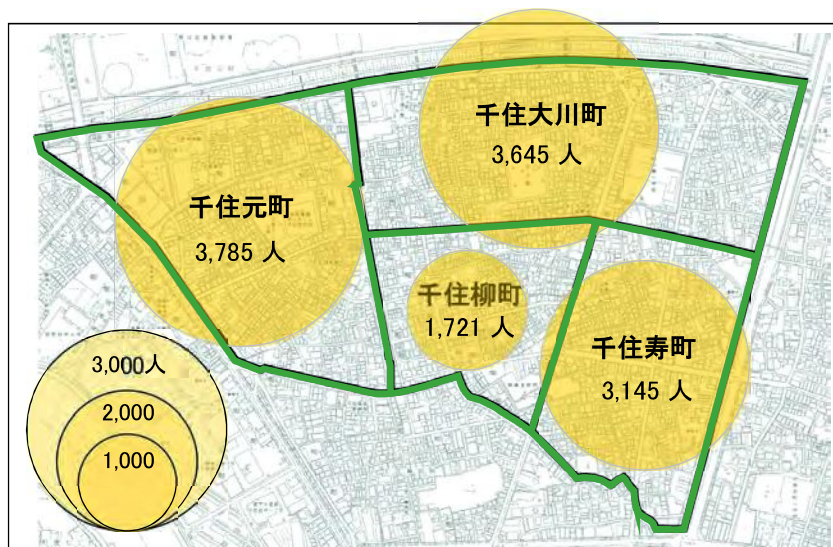 千住大川町
3,645 人
千住元町
3,785 人
千住柳町
1,721 人
千住寿町
3,145 人
3,000人
2,000
1,000